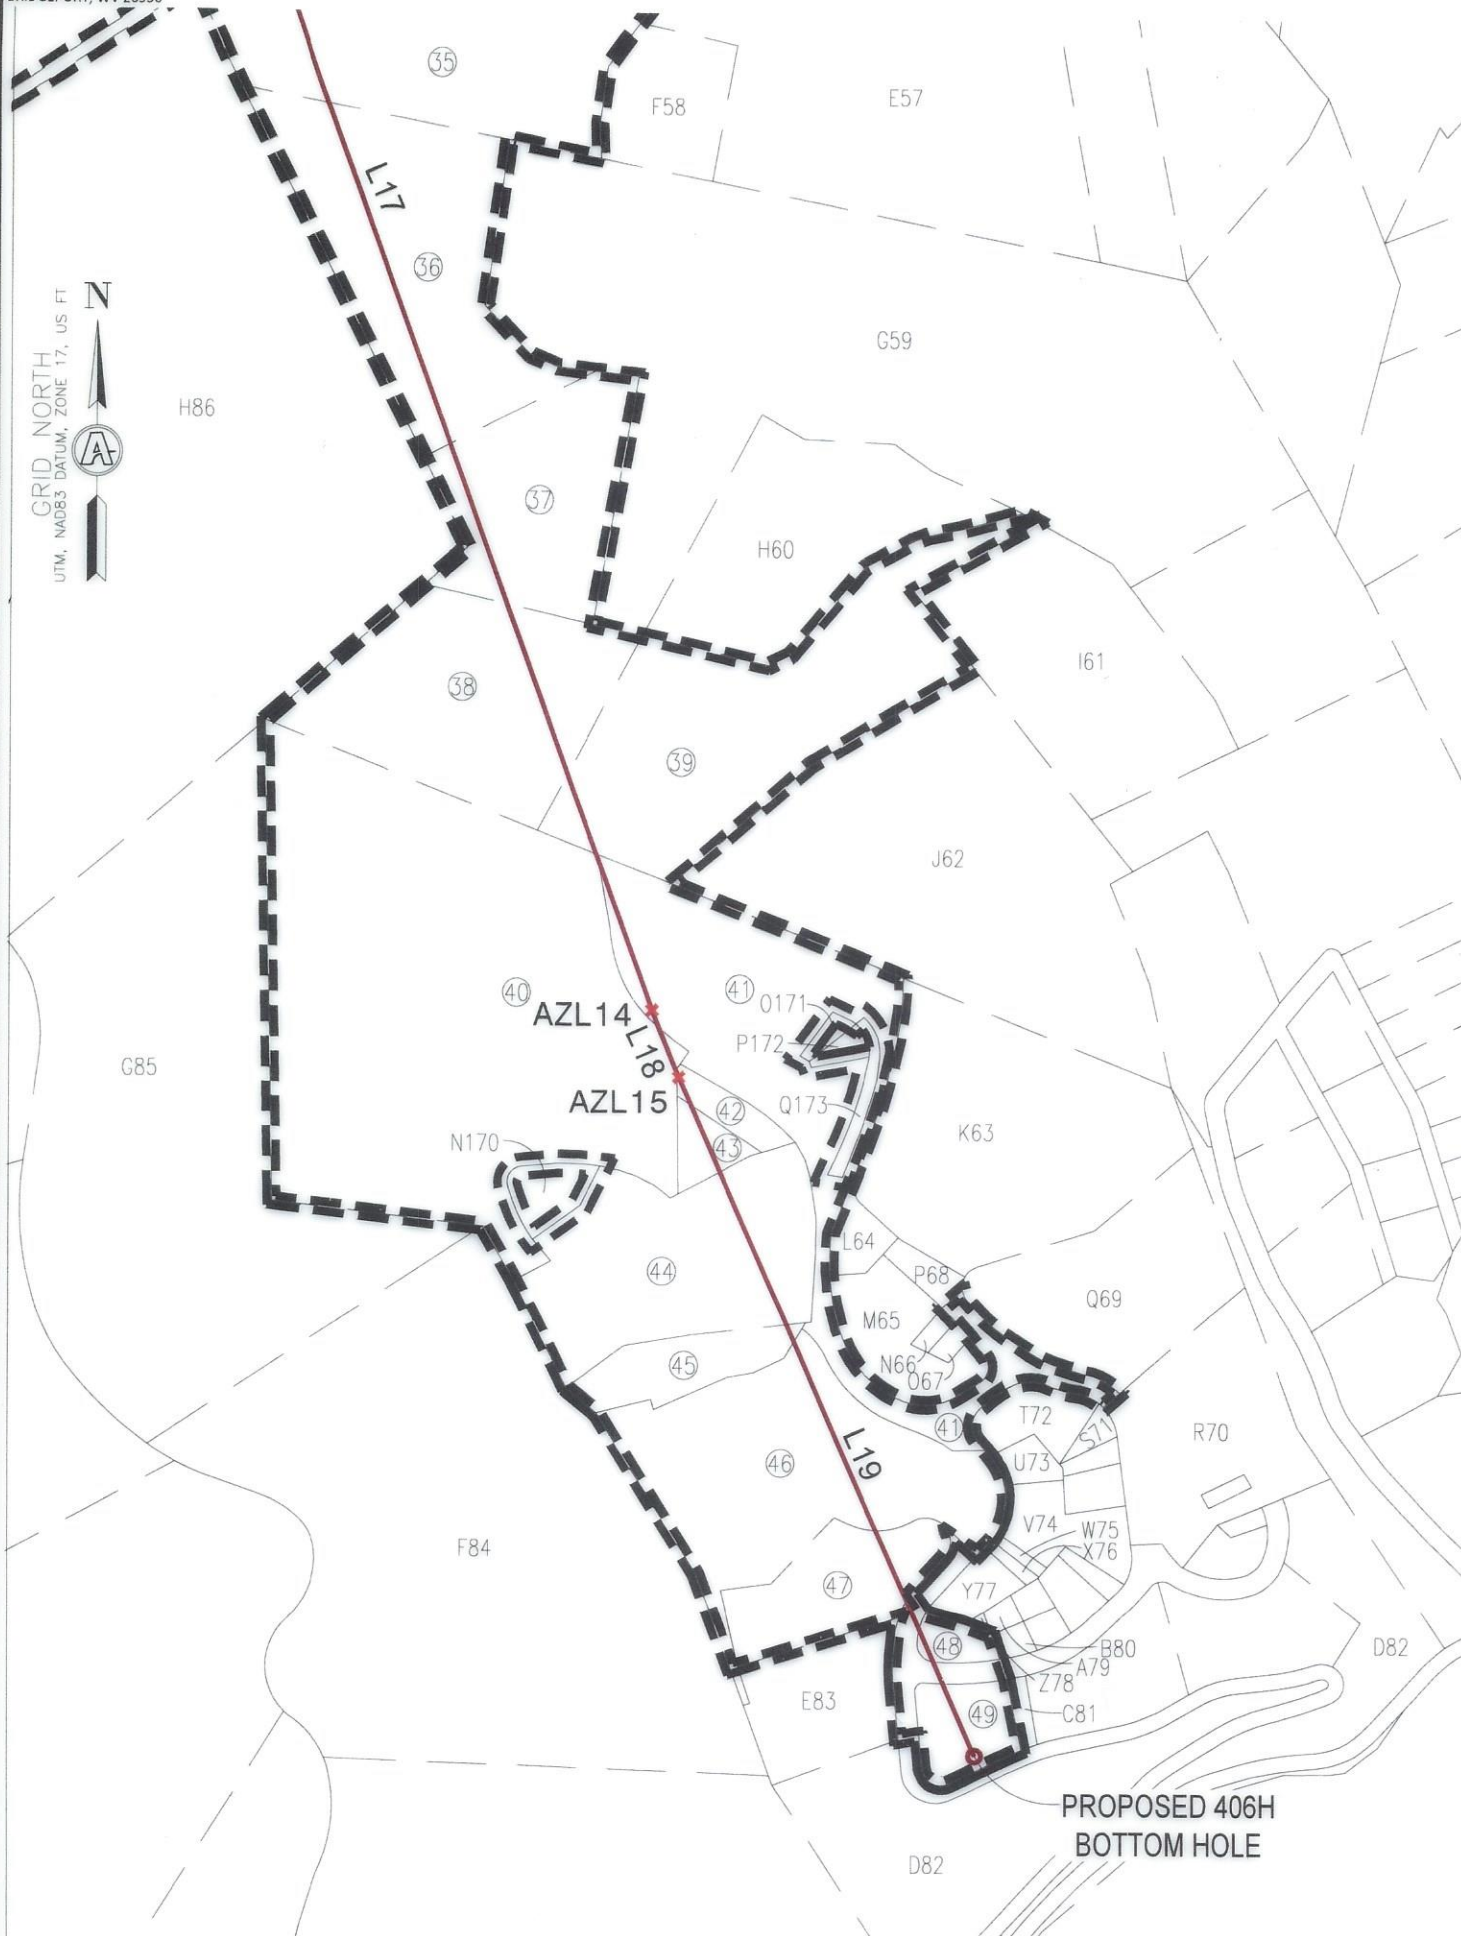 35
F58
E57
L17
36
N
GRID NORTH
UTM, NAD83 DATUM, ZONE 17, US FT
A
G59
H86
37
H60
I61
38
39
J62
40
41
O171
AZL14
P172
L18
G85
AZL15
42
Q173
N170
43
K63
L64
44
P68
Q69
M65
45
N66
O67
T72
41
S71
R70
L19
U73
46
V74
W75
F84
X76
47
Y77
48
B80
D82
A79
Z78
E83
49
C81
PROPOSED 406H
BOTTOM HOLE
D82